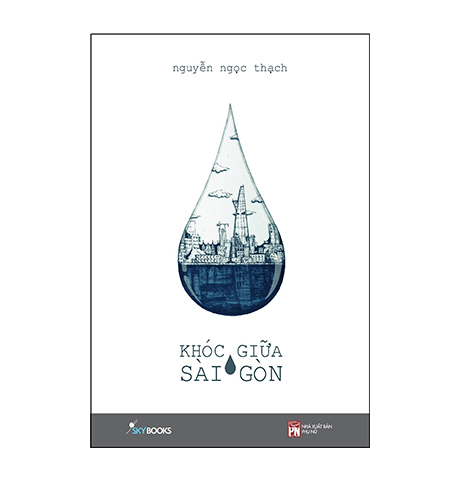 nguyễn ngọc thạch
KHÓC GIỮA
SÀI GÒN
SKYBOOKS
PN
NHÀ XUẤT BẢN
PHỤ NỮ